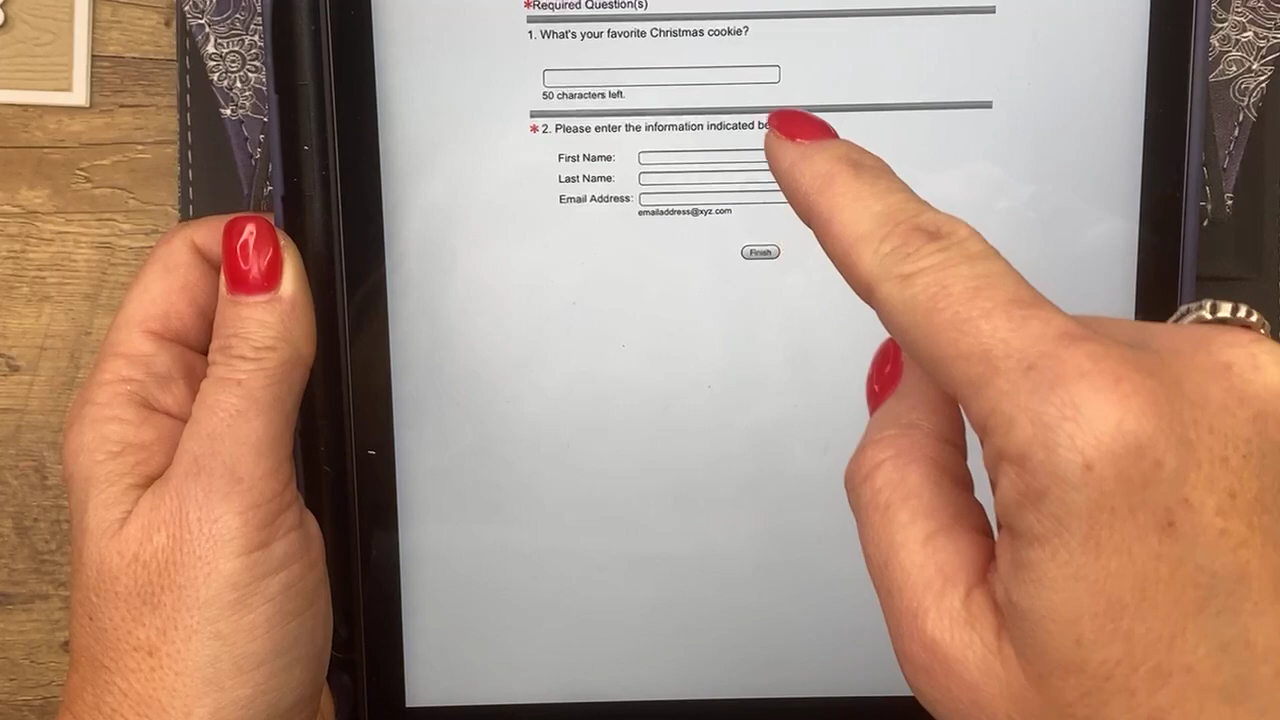 *Required Question(s)
1. What's your favorite Christmas cookie?
50 characters left.
* 2. Please enter the information indicated
First Name:
Last Name:
Email Address:
emailaddress@xyz.com
Finish